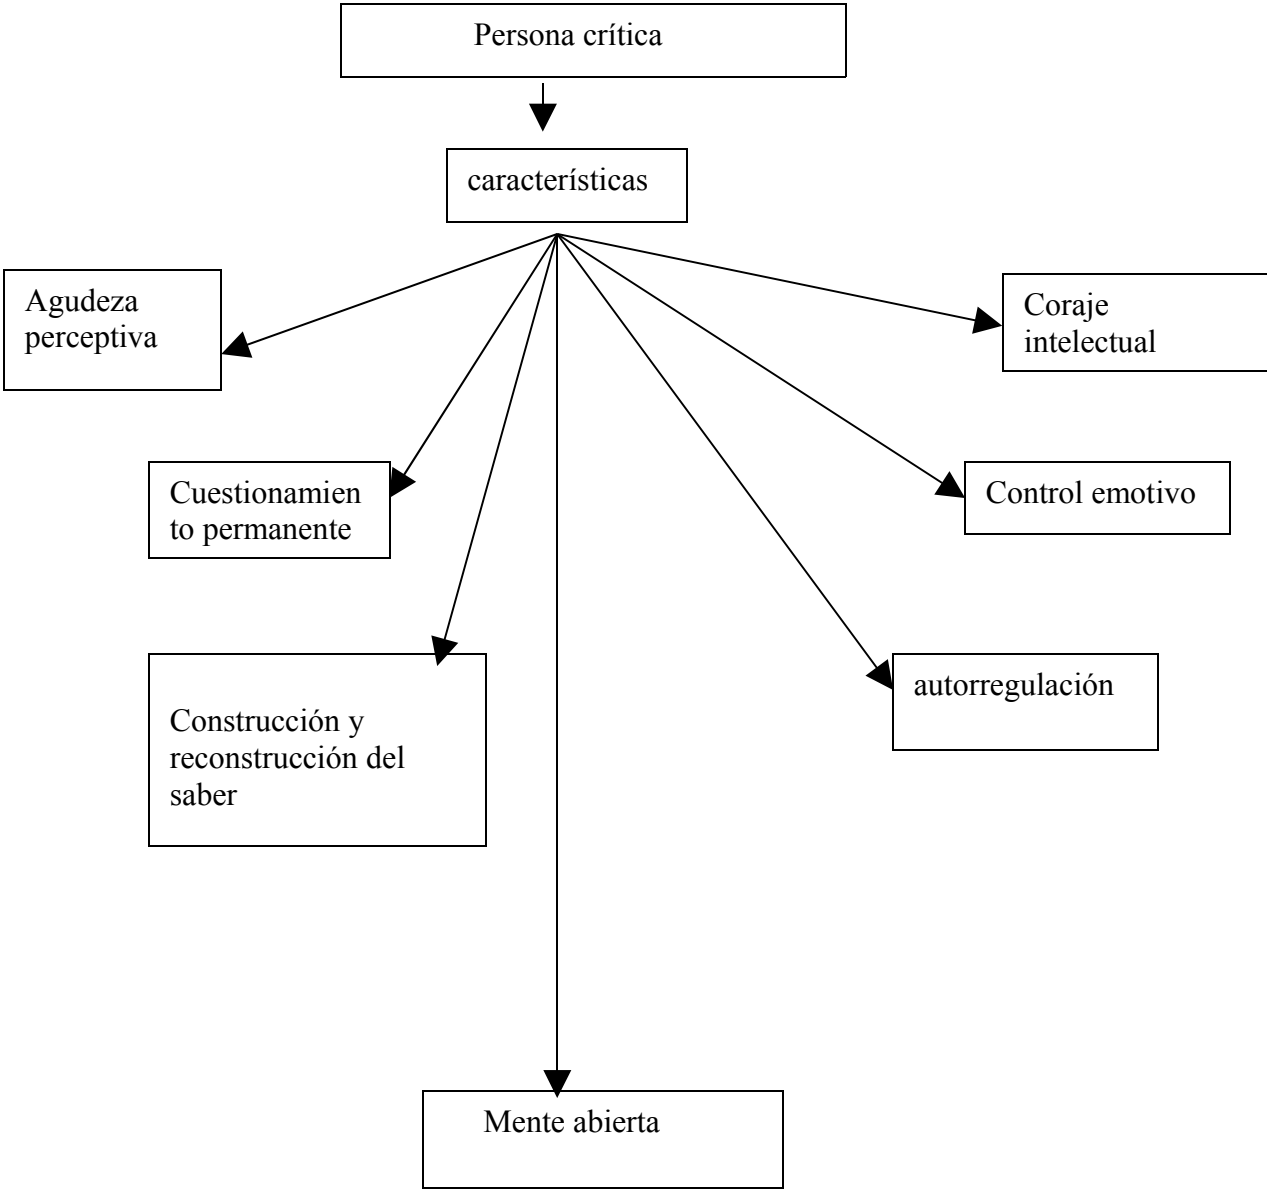 Persona crítica
características
Agudeza
perceptiva
Coraje
intelectual
Cuestionamien
to permanente
Control emotivo
Construcción y
reconstrucción del
saber
autorregulación
Mente abierta